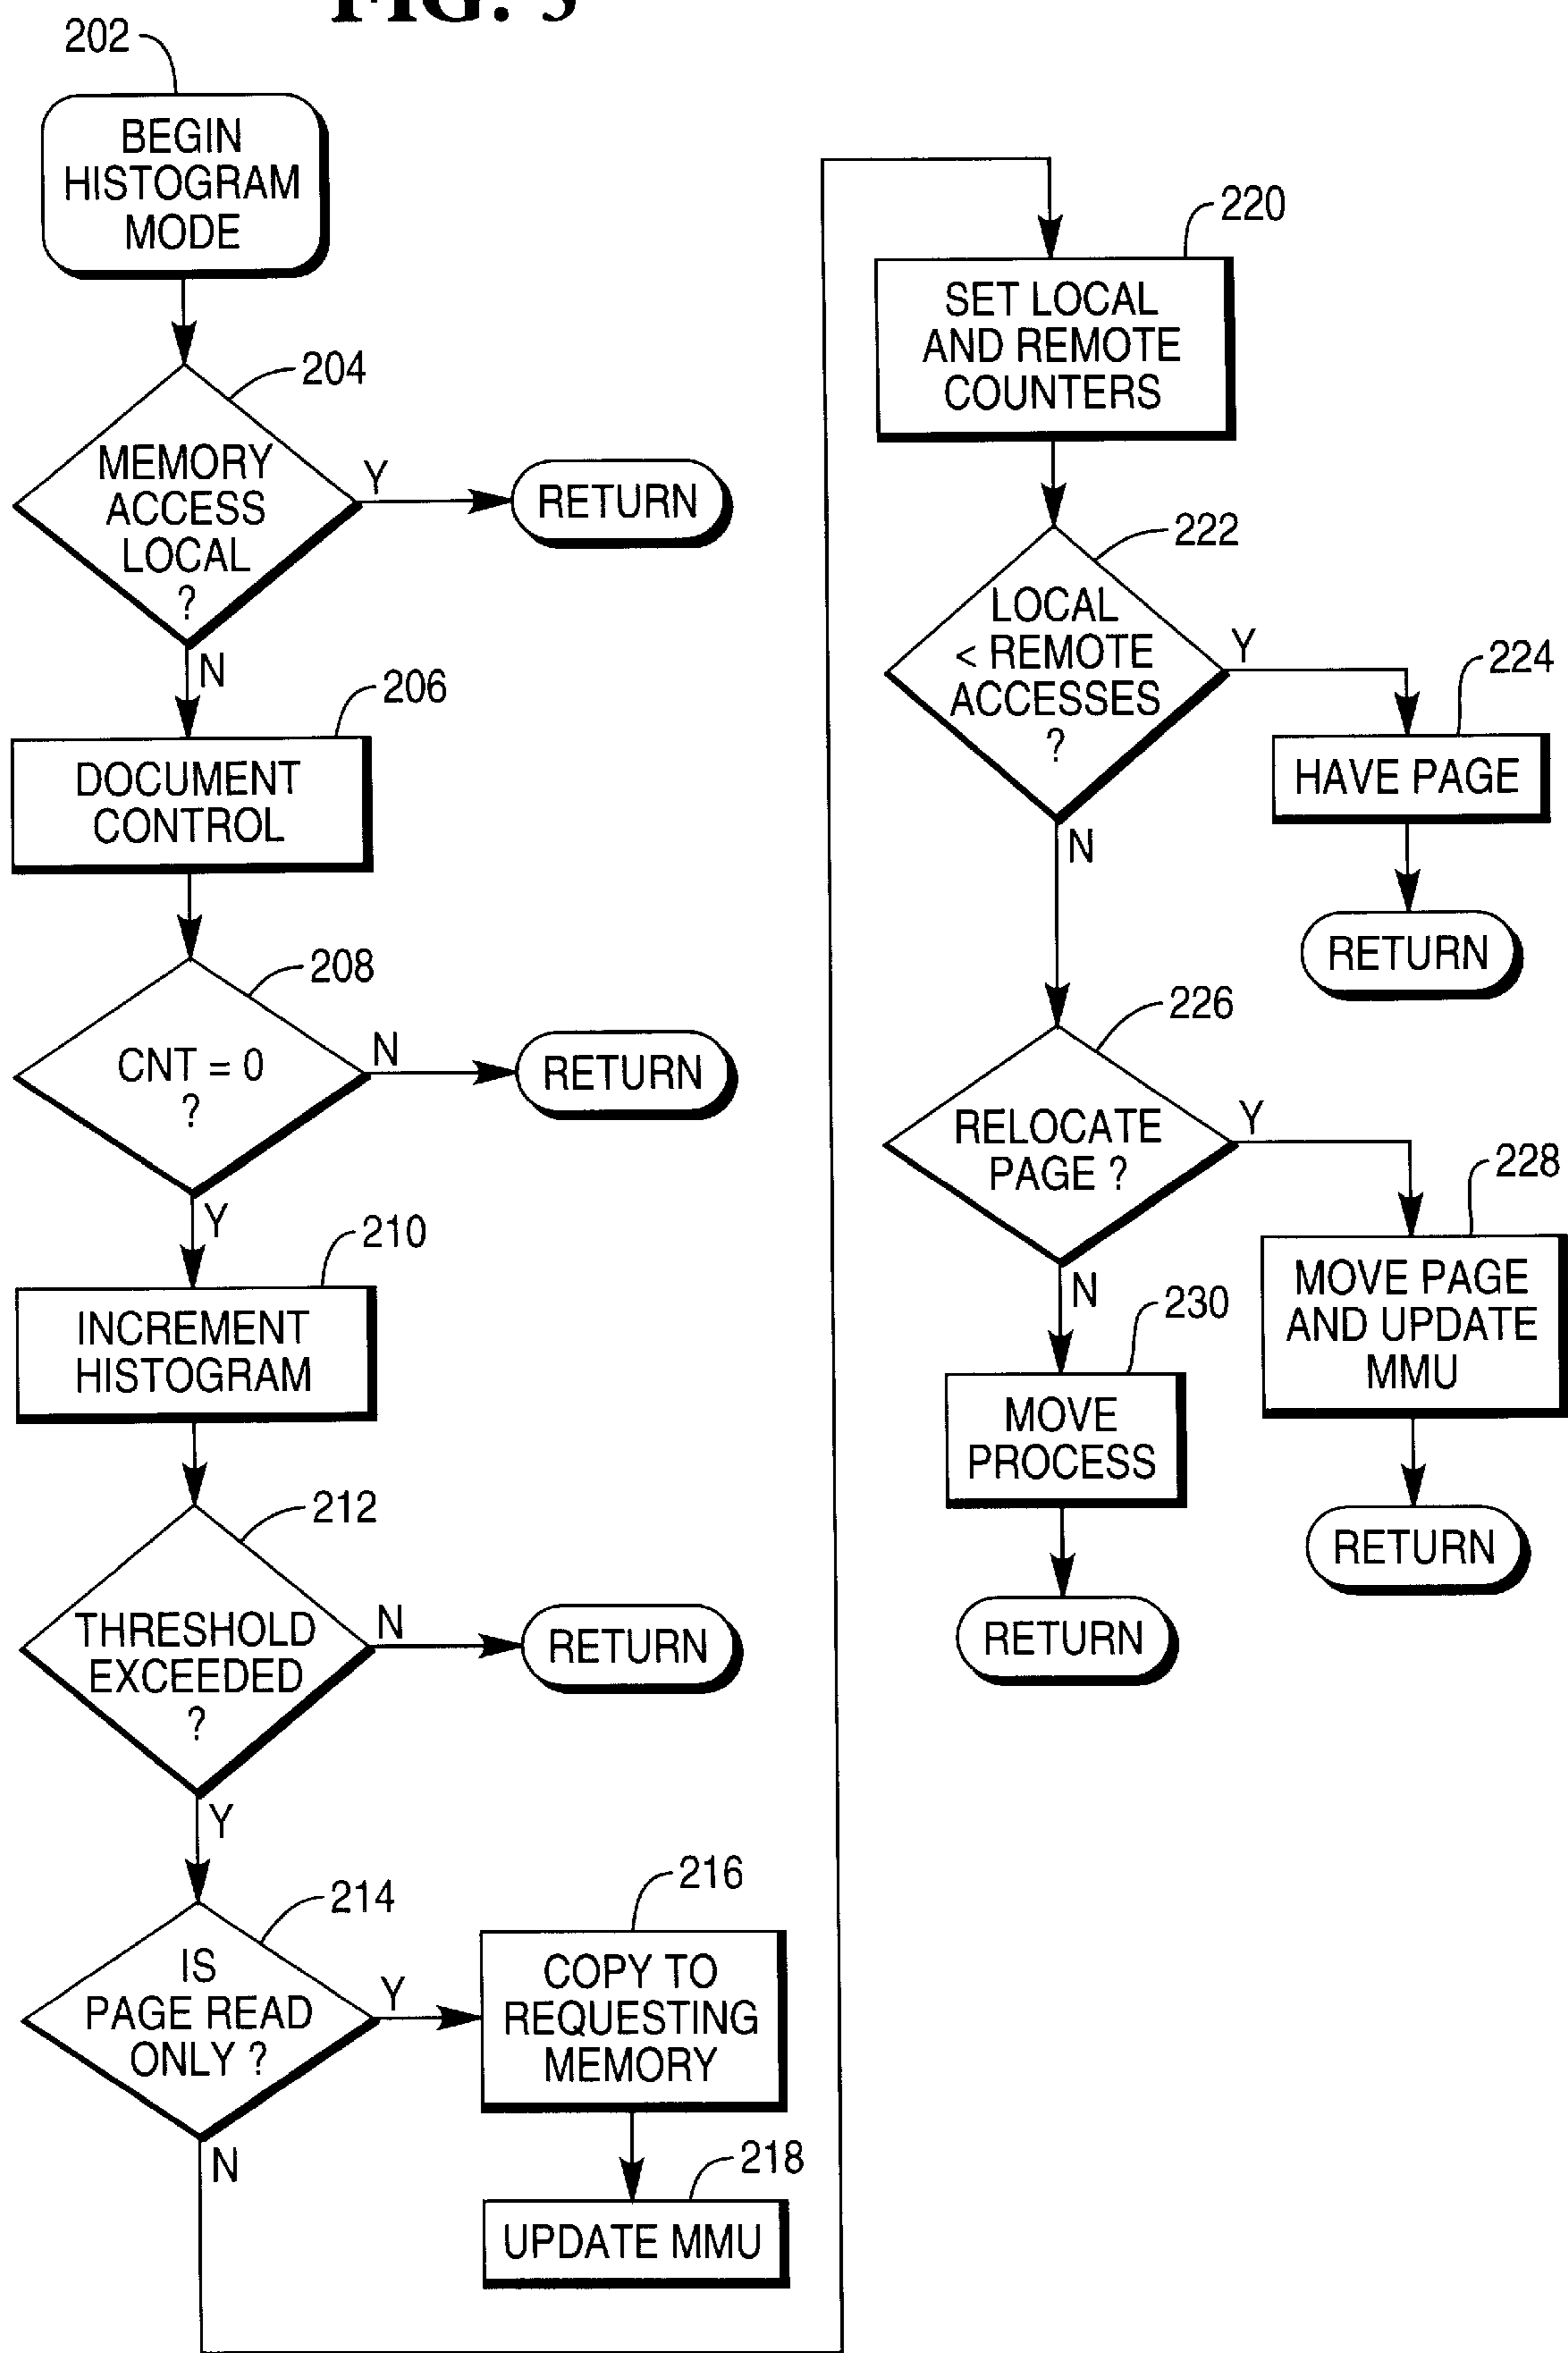 202
BEGIN
HISTOGRAM
MODE
204
MEMORY
ACCESS
LOCAL
?
Y
RETURN
N
206
DOCUMENT
CONTROL
208
CNT = 0
?
N
RETURN
Y
210
INCREMENT
HISTOGRAM
212
THRESHOLD
EXCEEDED
?
N
RETURN
Y
214
IS
PAGE READ
ONLY ?
Y
216
COPY TO
REQUESTING
MEMORY
218
UPDATE MMU
N
220
SET LOCAL
AND REMOTE
COUNTERS
222
LOCAL
< REMOTE
ACCESSES
?
Y
224
HAVE PAGE
RETURN
N
226
RELOCATE
PAGE ?
Y
228
MOVE PAGE
AND UPDATE
MMU
RETURN
N
230
MOVE
PROCESS
RETURN